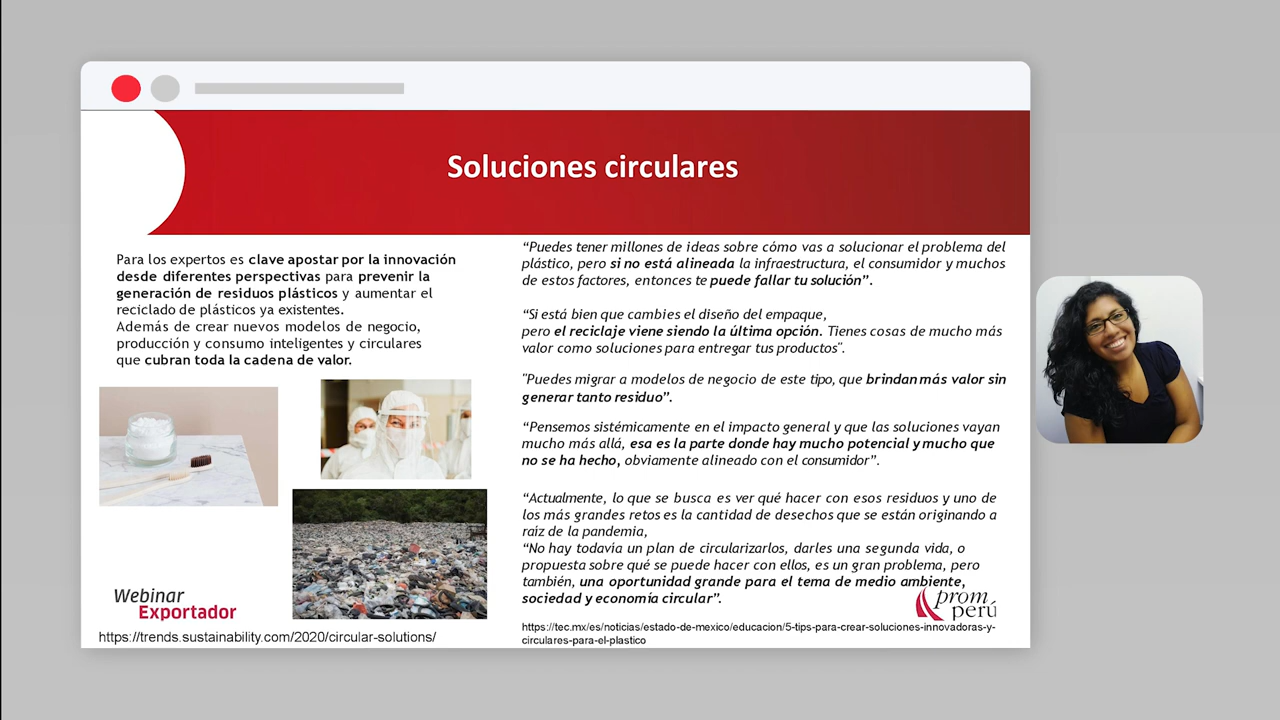 Soluciones circulares
Para los expertos es clave apostar por la innovación
desde diferentes perspectivas para prevenir la
generación de residuos plásticos y aumentar el
reciclado de plásticos ya existentes.
Además de crear nuevos modelos de negocio,
producción y consumo inteligentes y circulares
que cubran toda la cadena de valor.
Webinar
Exportador
https://trends.sustainability.com/2020/circular-solutions/
“Puedes tener millones de ideas sobre cómo vas a solucionar el problema del
plástico, pero si no está alineada la infraestructura, el consumidor y muchos
de estos factores, entonces te puede fallar tu solución”.
“Si está bien que cambies el diseño del empaque,
pero el reciclaje viene siendo la última opción. Tienes cosas de mucho más
valor como soluciones para entregar tus productos".
"Puedes migrar a modelos de negocio de este tipo, que brindan más valor sin
generar tanto residuo”.
“Pensemos sistémicamente en el impacto general y que las soluciones vayan
mucho más allá, esa es la parte donde hay mucho potencial y mucho que
no se ha hecho, obviamente alineado con el consumidor”.
“Actualmente, lo que se busca es ver qué hacer con esos residuos y uno de
los más grandes retos es la cantidad de desechos que se están originando a
raíz de la pandemia,
“No hay todavía un plan de circularizarlos, darles una segunda vida, o
propuesta sobre qué se puede hacer con ellos, es un gran problema, pero
también, una oportunidad grande para el tema de medio ambiente,
sociedad y economía circular”.
prom
perú
https://tec.mx/es/noticias/estado-de-mexico/educacion/5-tips-para-crear-soluciones-innovadoras-y-
circulares-para-el-plastico